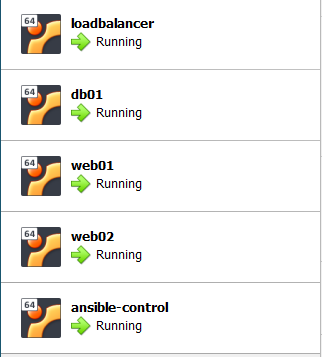 64
loadbalancer
Running
64
db01
Running
64
web01
Running
64
web02
Running
64
ansible-control
Running